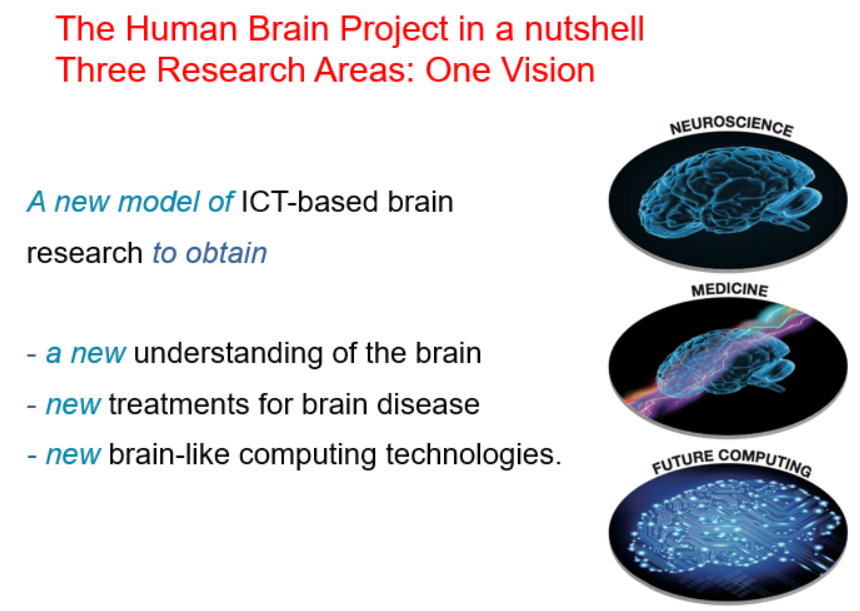 The Human Brain Project in a nutshell
Three Research Areas: One Vision
NEUROSCIENCE
A new model of ICT-based brain
research to obtain
MEDICINE
- a new understanding of the brain
- new treatments for brain disease
- new brain-like computing technologies.
FUTURE COMPUTING